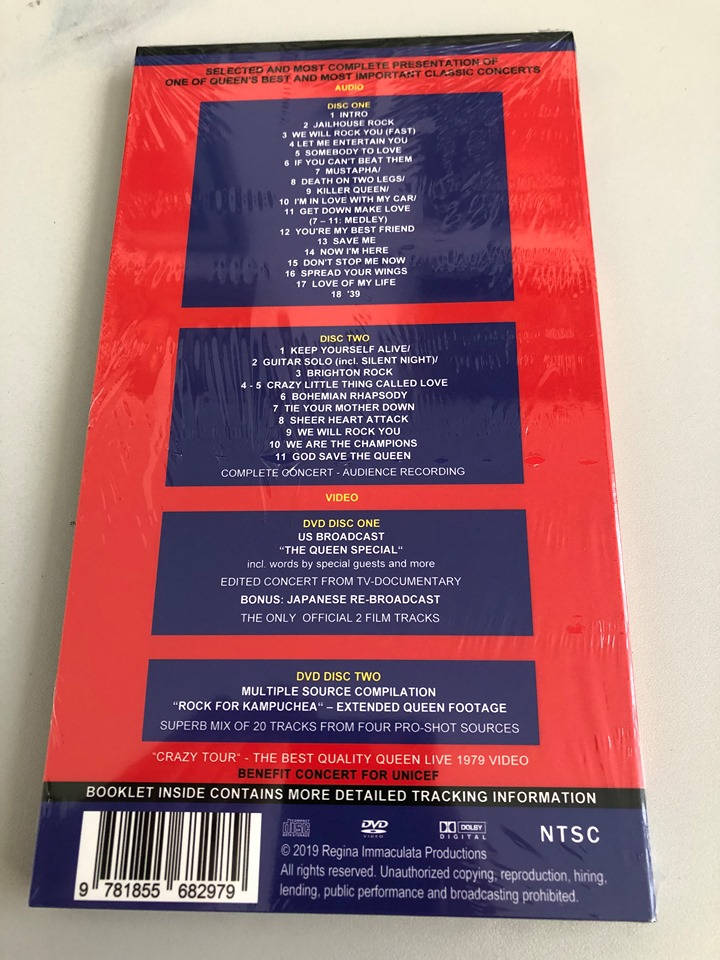 SELECTED AND MOST COMPLETE PRESENTATION OF
ONE OF QUEEN'S BEST AND MOST IMPORTANT CLASSIC CONCERTS
AUDIO
DISC ONE
1 INTRO
2 JAILHOUSE ROCK
3 WE WILL ROCK YOU (FAST)
4 LET ME ENTERTAIN YOU
5 SOMEBODY TO LOVE
6 IF YOU CAN'T BEAT THEM
7 MUSTAPHA/
8 DEATH ON TWO LEGS/
9 KILLER QUEEN/
10 I'M IN LOVE WITH MY CAR/
11 GET DOWN MAKE LOVE
(7 – 11: MEDLEY)
12 YOU'RE MY BEST FRIEND
13 SAVE ME
14 NOW I'M HERE
15 DON'T STOP ME NOW
16 SPREAD YOUR WINGS
17 LOVE OF MY LIFE
18 '39
DISC TWO
1 KEEP YOURSELF ALIVE/
2 GUITAR SOLO (incl. SILENT NIGHT)/
3 BRIGHTON ROCK
4 - 5 CRAZY LITTLE THING CALLED LOVE
6 BOHEMIAN RHAPSODY
7 TIE YOUR MOTHER DOWN
8 SHEER HEART ATTACK
9 WE WILL ROCK YOU
10 WE ARE THE CHAMPIONS
11 GOD SAVE THE QUEEN
COMPLETE CONCERT - AUDIENCE RECORDING
VIDEO
DVD DISC ONE
US BROADCAST
"THE QUEEN SPECIAL"
incl. words by special guests and more
EDITED CONCERT FROM TV-DOCUMENTARY
BONUS: JAPANESE RE-BROADCAST
THE ONLY OFFICIAL 2 FILM TRACKS
DVD DISC TWO
MULTIPLE SOURCE COMPILATION
"ROCK FOR KAMPUCHEA" – EXTENDED QUEEN FOOTAGE
SUPERB MIX OF 20 TRACKS FROM FOUR PRO-SHOT SOURCES
"CRAZY TOUR" - THE BEST QUALITY QUEEN LIVE 1979 VIDEO
BENEFIT CONCERT FOR UNICEF
BOOKLET INSIDE CONTAINS MORE DETAILED TRACKING INFORMATION
COMPACT disc DVD VIDEO DOLBY DIGITAL NTSC
© 2019 Regina Immaculata Productions
All rights reserved. Unauthorized copying, reproduction, hiring,
lending, public performance and broadcasting prohibited.
9 781855 682979